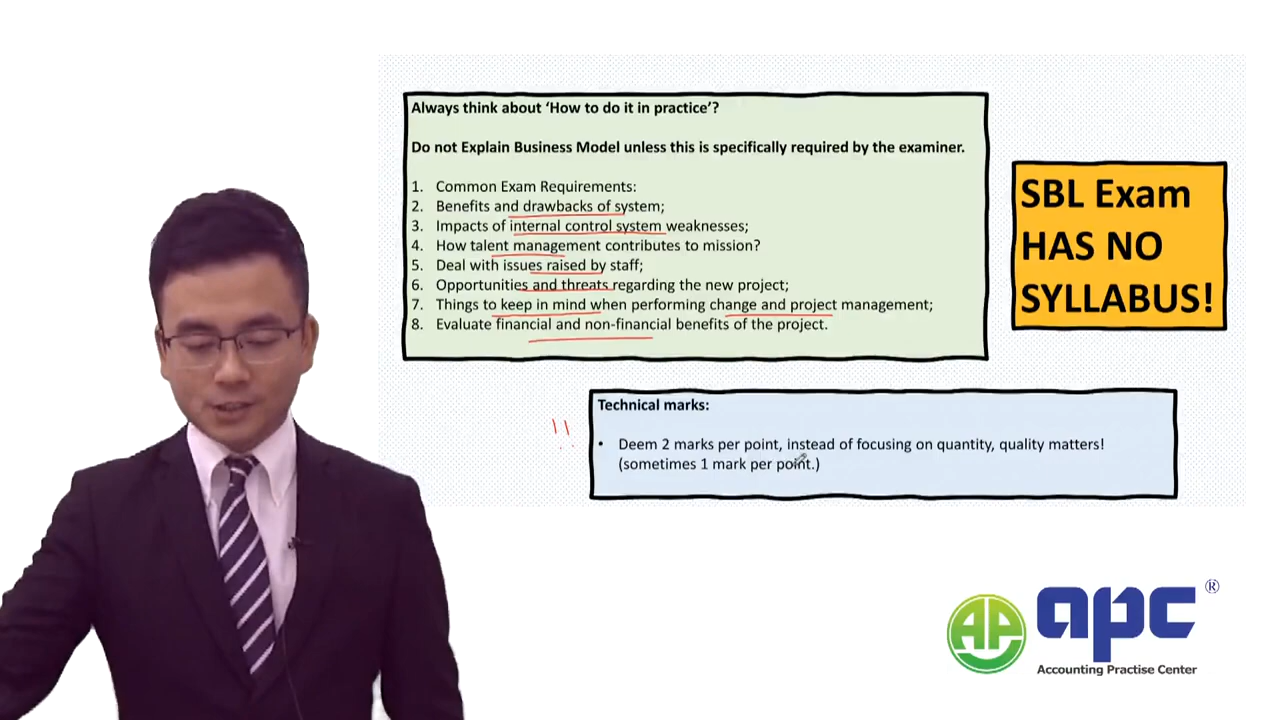 Always think about ‘How to do it in practice’?
Do not Explain Business Model unless this is specifically required by the examiner.
1. Common Exam Requirements:
2. Benefits and drawbacks of system;
3. Impacts of internal control system weaknesses;
4. How talent management contributes to mission?
5. Deal with issues raised by staff;
6. Opportunities and threats regarding the new project;
7. Things to keep in mind when performing change and project management;
8. Evaluate financial and non-financial benefits of the project.
SBL Exam
HAS NO
SYLLABUS!
Technical marks:
• Deem 2 marks per point, instead of focusing on quantity, quality matters!
(sometimes 1 mark per point.)
AP
apc ®
Accounting Practise Center